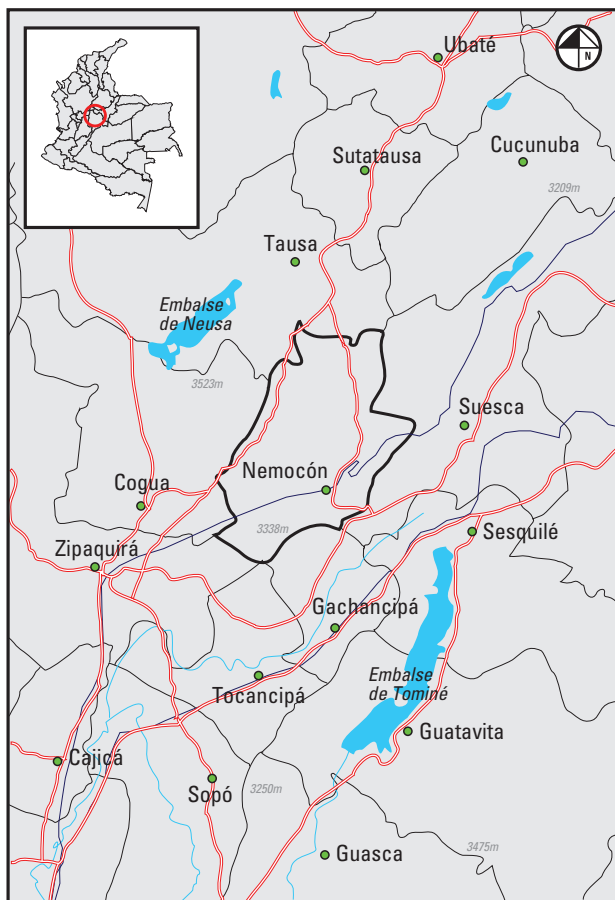 Ubaté
N
Sutatausa
Cucunuba
3209m
Tausa
Embalse
de Neusa
3523m
Suesca
Nemocón
Cogua
3338m
Sesquilé
Zipaquirá
Gachancipá
Embalse
de Tominé
Tocancipá
Guatavita
Cajicá
Sopó
3250m
Guasca
3475m